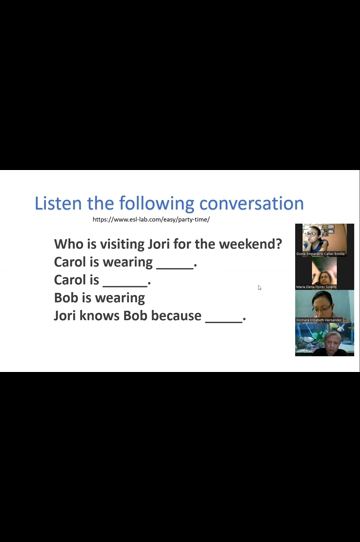 Listen the following conversation
https://www.esl-lab.com/easy/party-time/
Who is visiting Jori for the weekend?
Carol is wearing _____.
Carol is ______.
Bob is wearing
Jori knows Bob because _____.